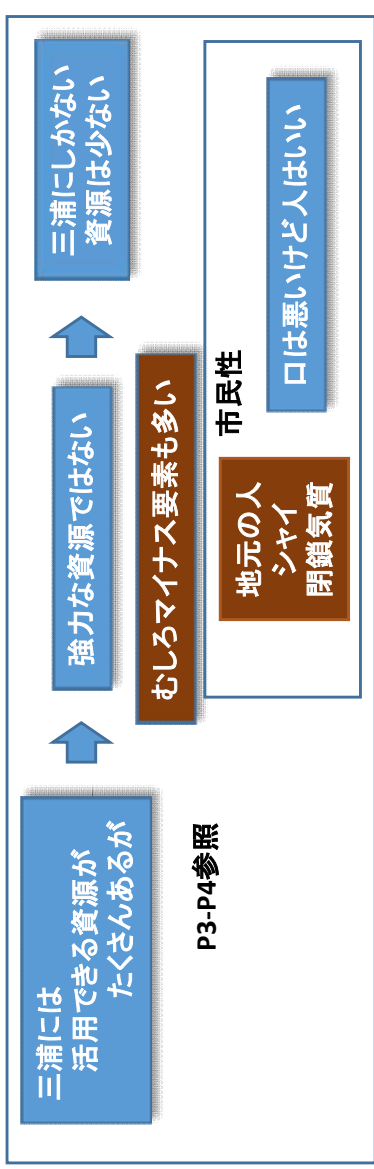 三浦には
活用できる資源が
たくさんあるが
強力な資源ではない
三浦にしかない
資源は少ない
むしろマイナス要素も多い
P3-P4参照
市民性
地元の人
シャイ
閉鎖気質
口は悪いけど人はいい